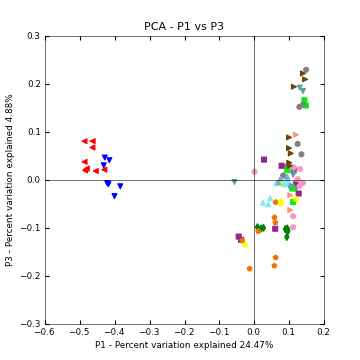 PCA - P1 vs P3
0.3
0.2
0.1
0.0
−0.1
−0.2
−0.3
P3 - Percent variation explained 4.88%
−0.6 −0.5 −0.4 −0.3 −0.2 −0.1 0.0 0.1 0.2
P1 - Percent variation explained 24.47%